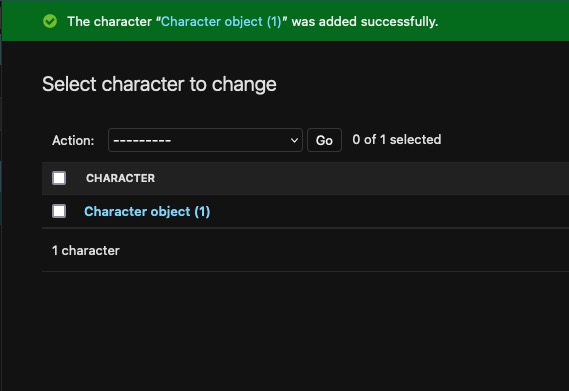 The character “Character object (1)” was added successfully.
Select character to change
Action: --------- Go 0 of 1 selected
CHARACTER
Character object (1)
1 character